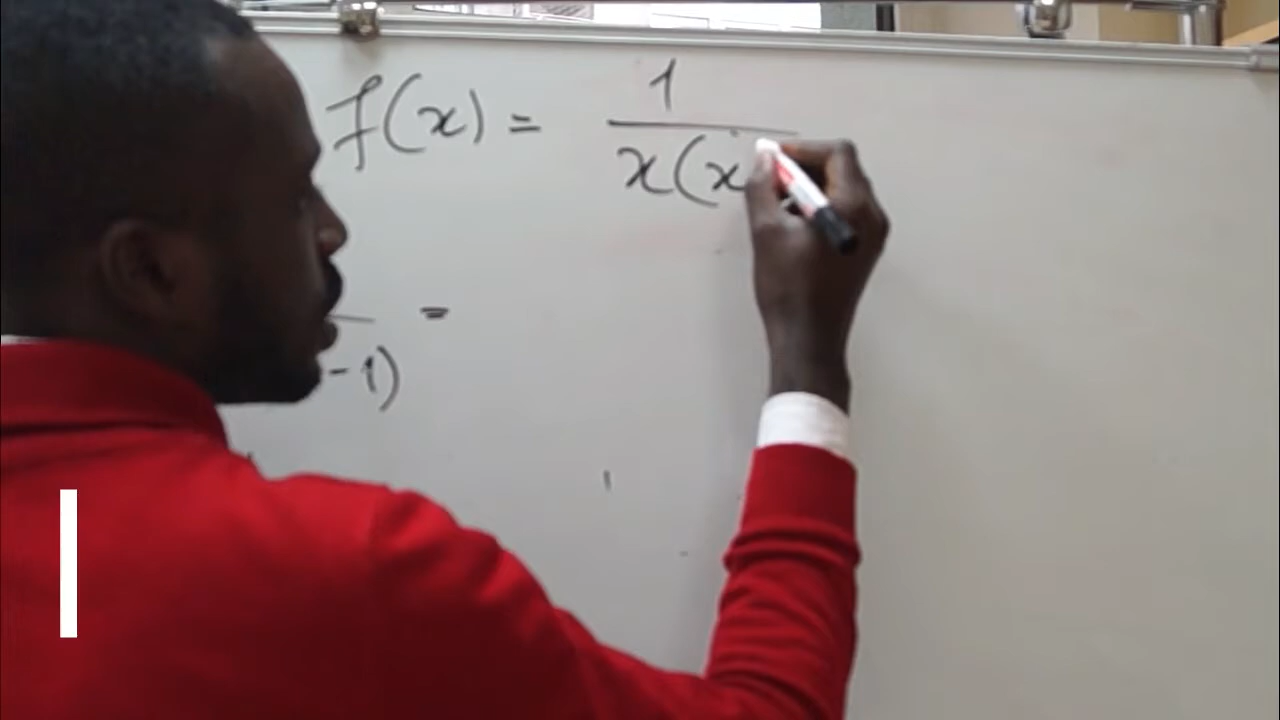 f(x) = 1
x(x
=
-1)